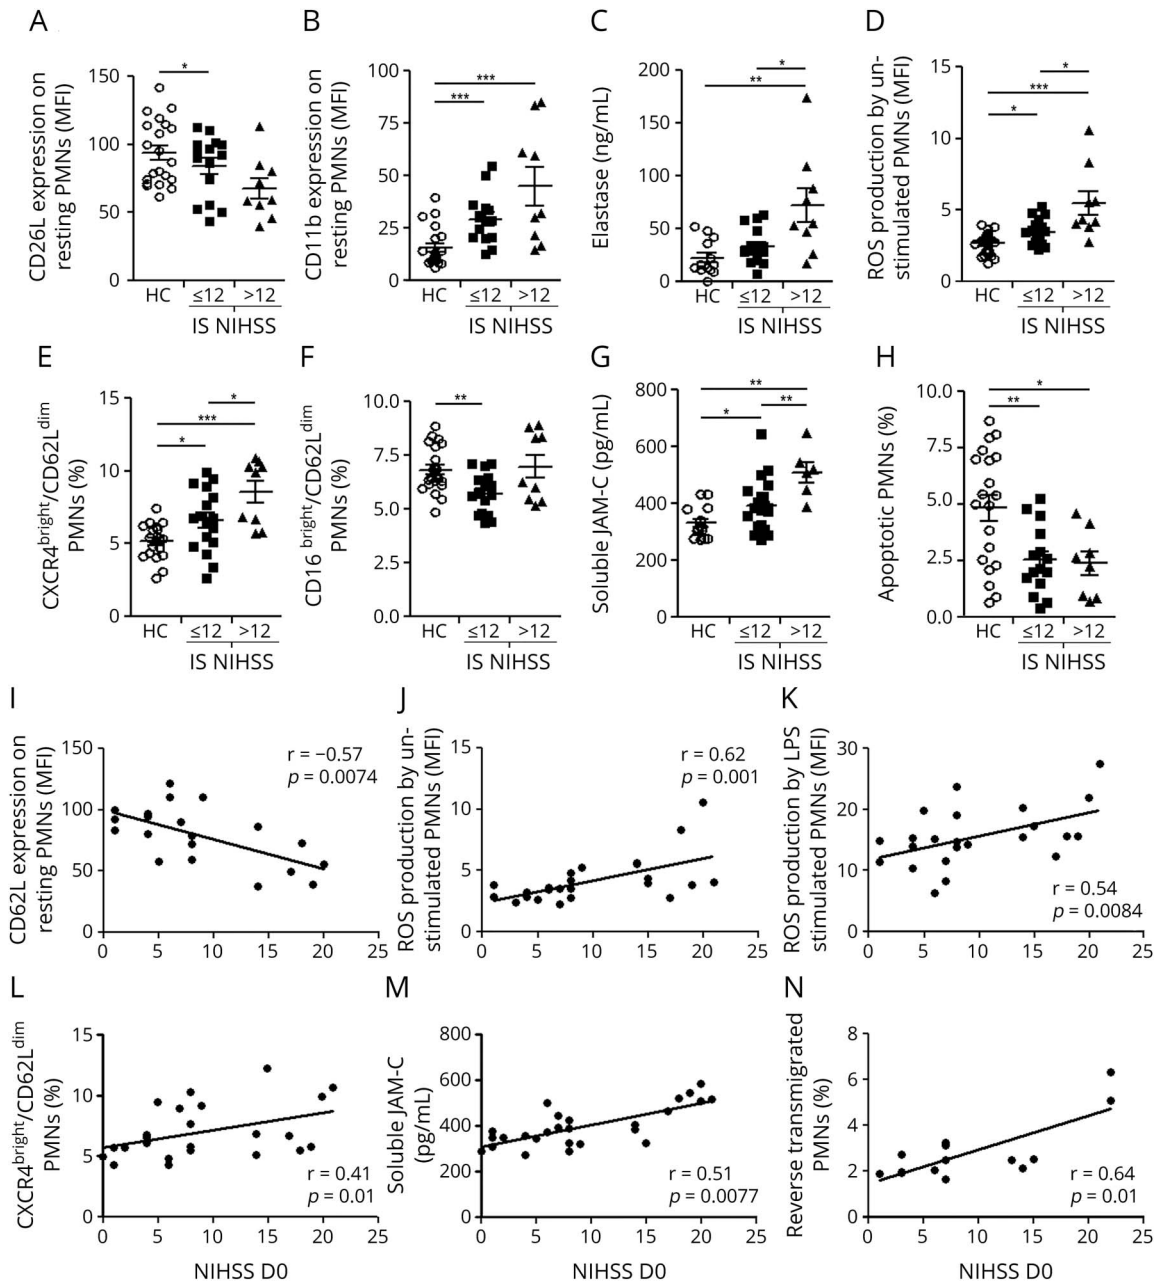 A
CD26L expression on
resting PMNs (MFI)
150
100
50
0
*
HC
≤12
>12
IS NIHSS
B
CD11b expression on
resting PMNs (MFI)
100
75
50
25
0
***
***
HC
≤12
>12
IS NIHSS
C
Elastase (ng/mL)
200
150
100
50
0
*
**
HC
≤12
>12
IS NIHSS
D
ROS production by un-
stimulated PMNs (MFI)
15
10
5
0
*
***
*
HC
≤12
>12
IS NIHSS
E
CXCR4bright/CD62Ldim
PMNs (%)
15
10
5
0
*
***
*
HC
≤12
>12
IS NIHSS
F
CD16 bright/CD62Ldim
PMNs (%)
10.0
7.5
5.0
2.5
0.0
**
HC
≤12
>12
IS NIHSS
G
Soluble JAM-C (pg/mL)
800
600
400
200
0
**
**
*
HC
≤12
>12
IS NIHSS
H
Apoptotic PMNs (%)
10.0
7.5
5.0
2.5
0.0
*
**
HC
≤12
>12
IS NIHSS
I
CD62L expression on
resting PMNs (MFI)
150
100
50
0
r = −0.57
p = 0.0074
0 5 10 15 20 25
J
ROS production by un-
stimulated PMNs (MFI)
15
10
5
0
r = 0.62
p = 0.001
0 5 10 15 20 25
K
ROS production by LPS
stimulated PMNs (MFI)
30
20
10
0
r = 0.54
p = 0.0084
0 5 10 15 20 25
L
CXCR4bright/CD62Ldim
PMNs (%)
15
10
5
0
r = 0.41
p = 0.01
0 5 10 15 20 25
NIHSS D0
M
Soluble JAM-C
(pg/mL)
800
600
400
200
0
r = 0.51
p = 0.0077
0 5 10 15 20 25
NIHSS D0
N
Reverse transmigrated
PMNs (%)
8
6
4
2
0
r = 0.64
p = 0.01
0 5 10 15 20 25
NIHSS D0